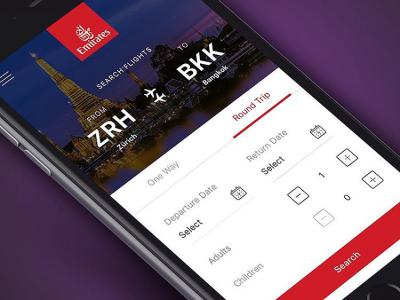 Emirates
SEARCH FLIGHTS
FROM
TO
ZRH
BKK
Zürich
Bangkok
One Way
Round Trip
Departure Date
Return Date
Select
Select
Adults
1
Children
0
Search